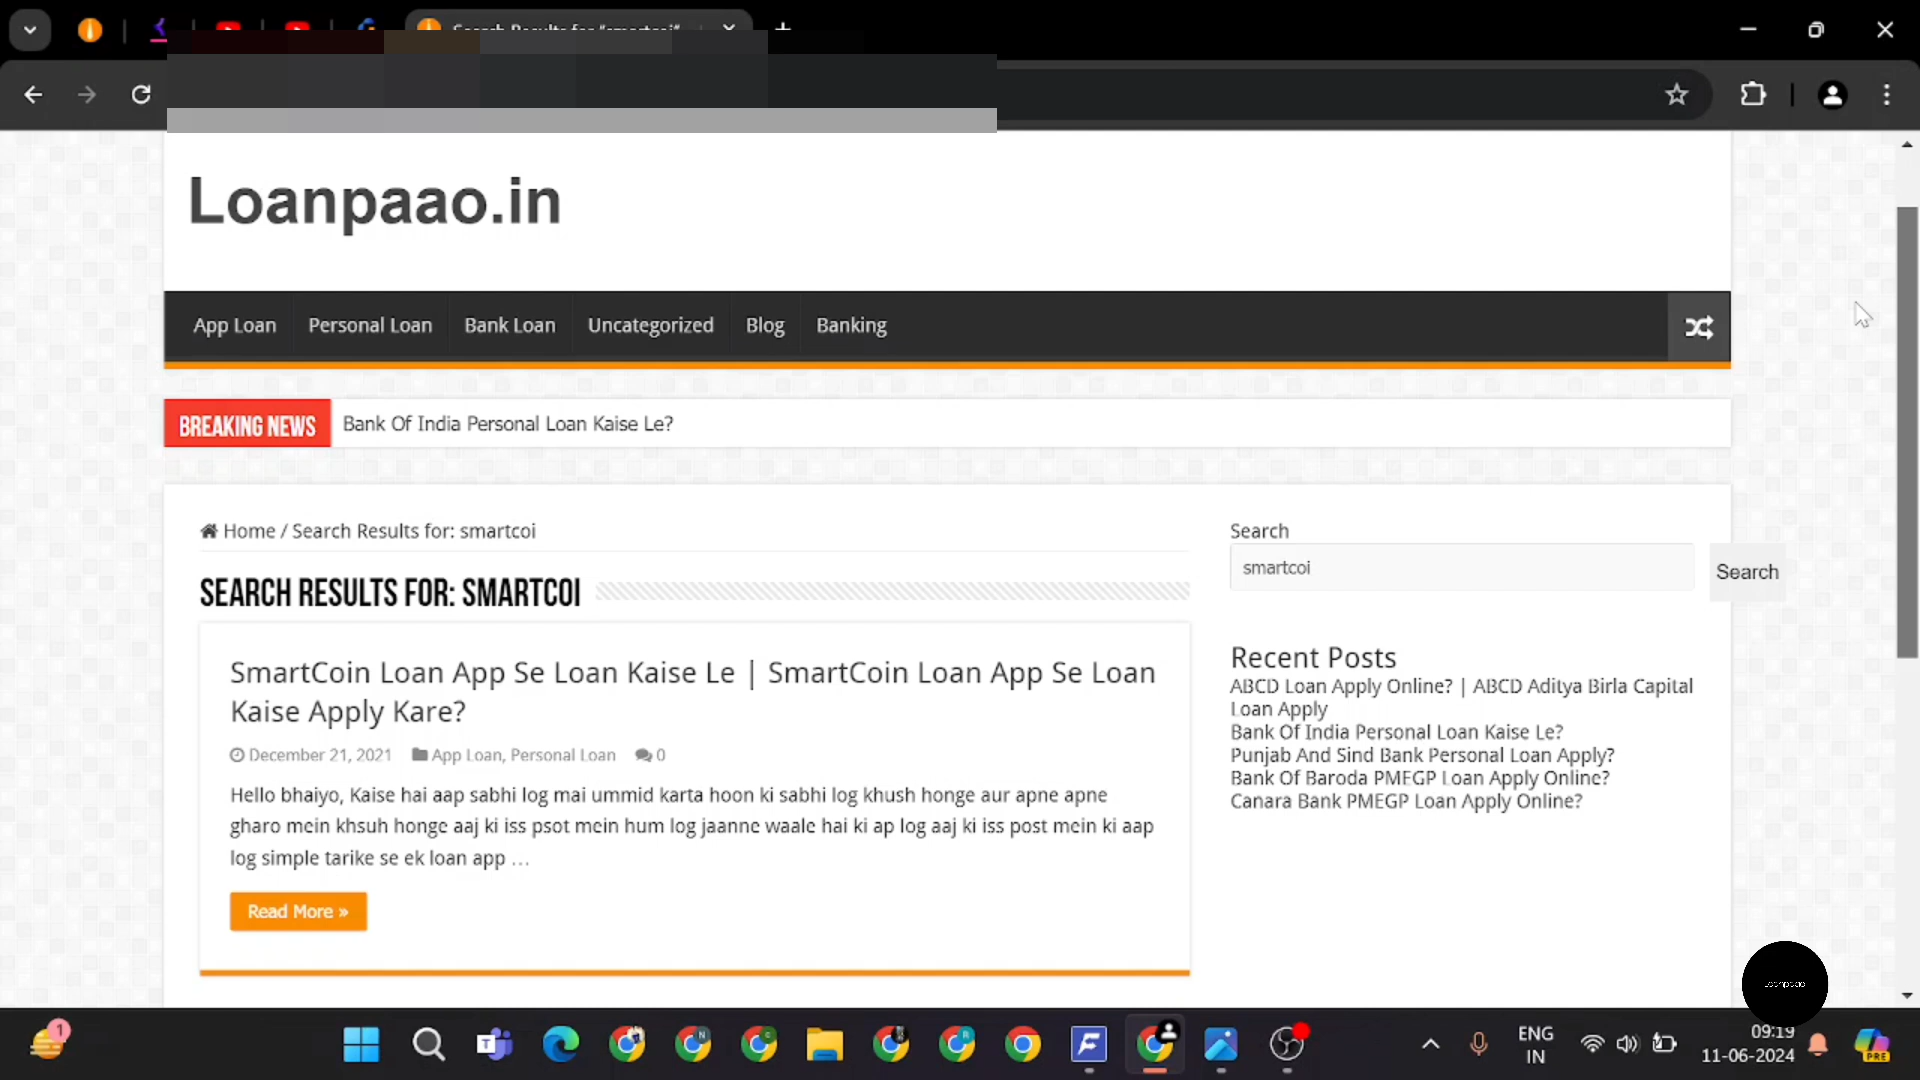 Search Results for "smartcoi"
Loanpaao.in
App Loan
Personal Loan
Bank Loan
Uncategorized
Blog
Banking
BREAKING NEWS
Bank Of India Personal Loan Kaise Le?
Home / Search Results for: smartcoi
SEARCH RESULTS FOR: SMARTCOI
SmartCoin Loan App Se Loan Kaise Le | SmartCoin Loan App Se Loan
Kaise Apply Kare?
December 21, 2021
App Loan, Personal Loan
0
Hello bhaiyo, Kaise hai aap sabhi log mai ummid karta hoon ki sabhi log khush honge aur apne apne
gharo mein khsuh honge aaj ki iss psot mein hum log jaanne waale hai ki ap log aaj ki iss post mein ki aap
log simple tarike se ek loan app …
Read More »
Search
smartcoi
Search
Recent Posts
ABCD Loan Apply Online? | ABCD Aditya Birla Capital
Loan Apply
Bank Of India Personal Loan Kaise Le?
Punjab And Sind Bank Personal Loan Apply?
Bank Of Baroda PMEGP Loan Apply Online?
Canara Bank PMEGP Loan Apply Online?
Loanpaao
1
ENG
IN
09:19
11-06-2024
PRE